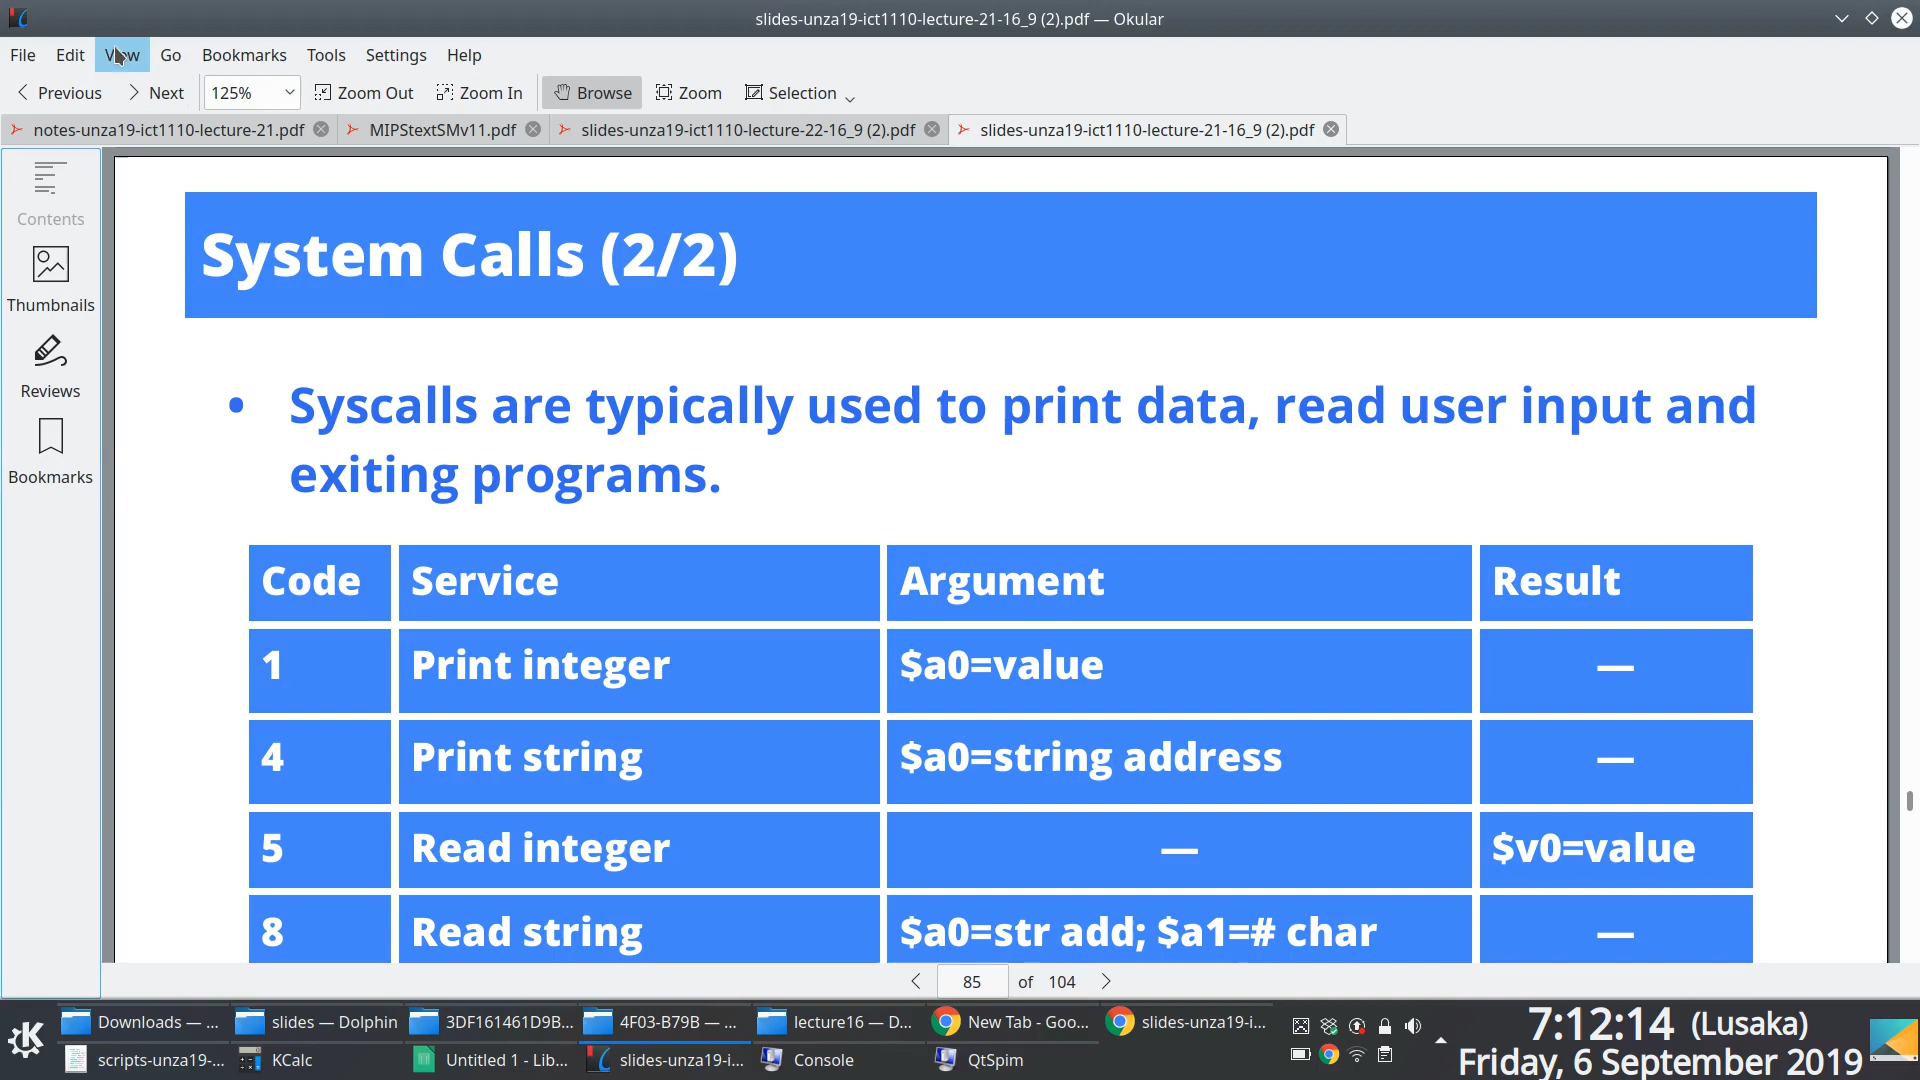 slides-unza19-ict1110-lecture-21-16_9 (2).pdf — Okular
File Edit View Go Bookmarks Tools Settings Help
Previous Next 125% Zoom Out Zoom In Browse Zoom Selection
notes-unza19-ict1110-lecture-21.pdf MIPStextSMv11.pdf slides-unza19-ict1110-lecture-22-16_9 (2).pdf slides-unza19-ict1110-lecture-21-16_9 (2).pdf
Contents
Thumbnails
Reviews
Bookmarks
System Calls (2/2)
• Syscalls are typically used to print data, read user input and
exiting programs.
Code Service Argument Result
1 Print integer $a0=value —
4 Print string $a0=string address —
5 Read integer — $v0=value
8 Read string $a0=str add; $a1=# char —
85 of 104
Downloads — ... slides — Dolphin 3DF161461D9B... 4F03-B79B — ... lecture16 — D... New Tab - Goo... slides-unza19-i...
scripts-unza19-... KCalc Untitled 1 - Lib... slides-unza19-i... Console QtSpim
7:12:14 (Lusaka)
Friday, 6 September 2019